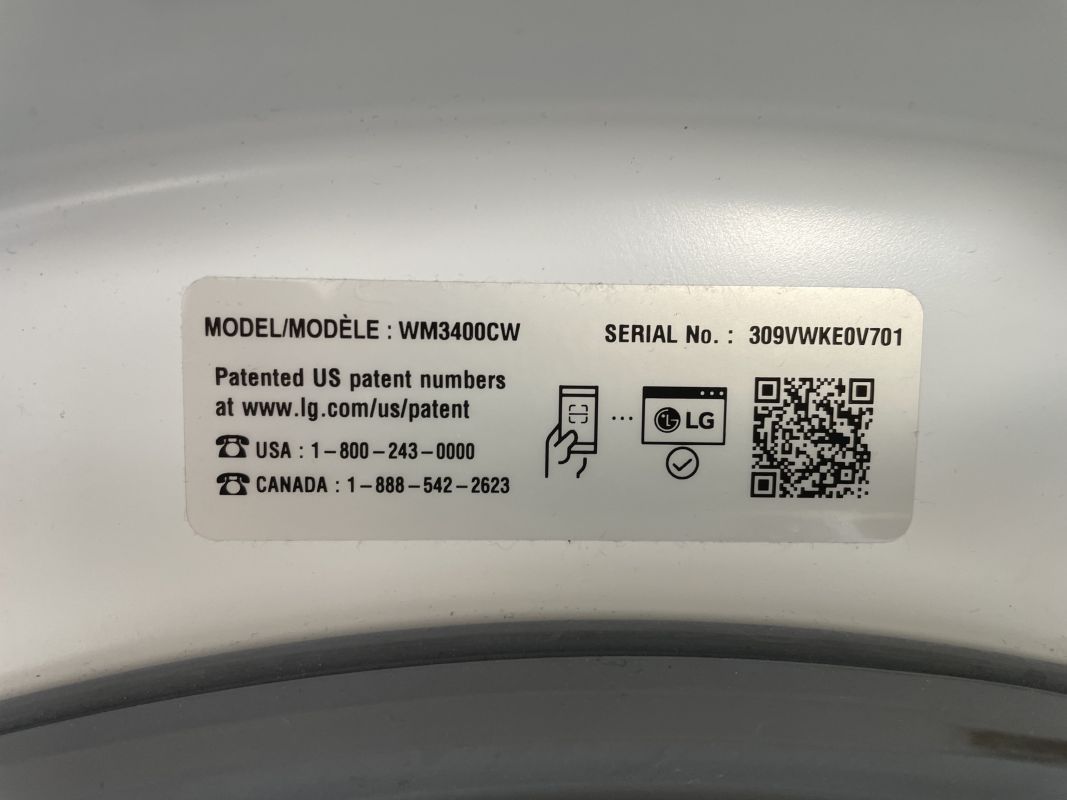 MODEL/MODÈLE : WM3400CW
SERIAL No. : 309VWKE0V701
Patented US patent numbers
at www.lg.com/us/patent
USA : 1-800-243-0000
CANADA : 1-888-542-2623
LG